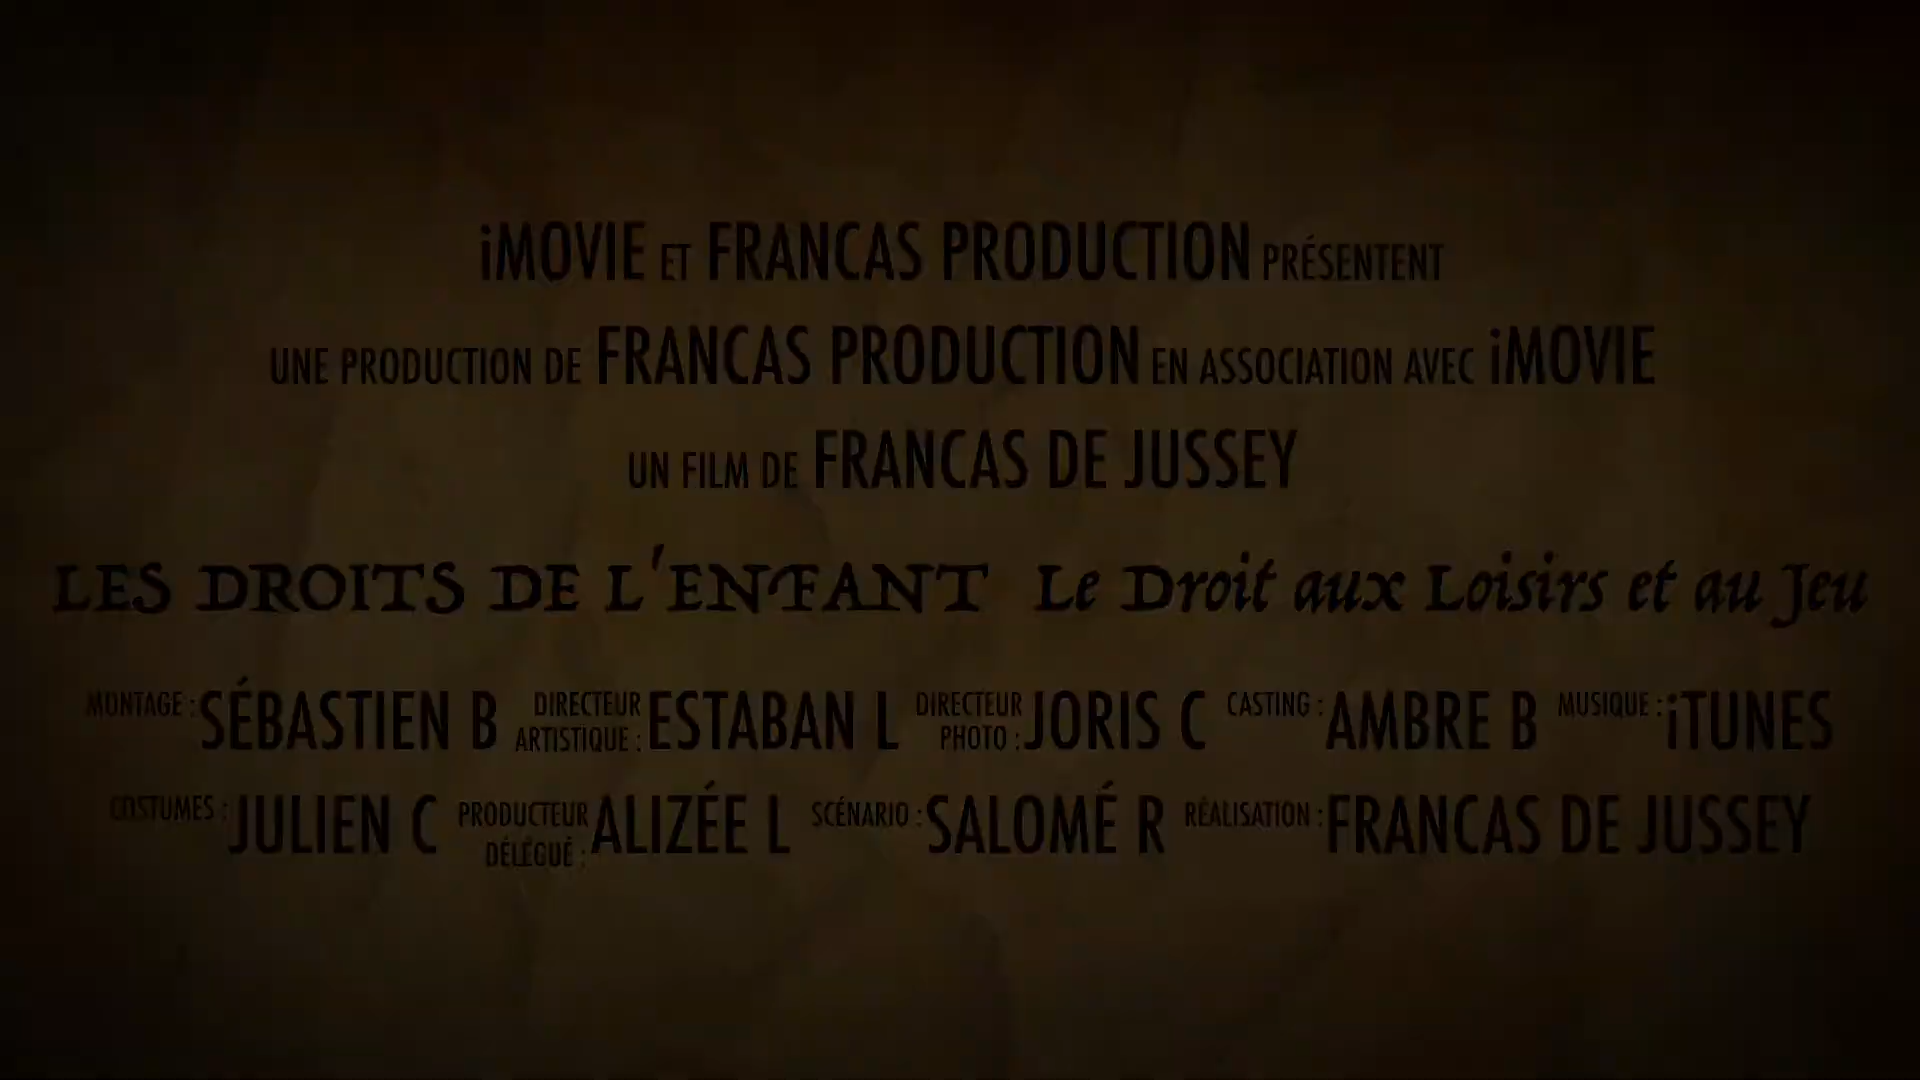 iMOVIE ET FRANCAS PRODUCTION PRÉSENTENT
UNE PRODUCTION DE FRANCAS PRODUCTION EN ASSOCIATION AVEC iMOVIE
UN FILM DE FRANCAS DE JUSSEY
LES DROITS DE L'ENFANT Le Droit aux Loisirs et au Jeu
MONTAGE : SÉBASTIEN B DIRECTEUR ARTISTIQUE : ESTABAN L DIRECTEUR PHOTO : JORIS C CASTING : AMBRE B MUSIQUE : iTUNES
COSTUMES : JULIEN C PRODUCTEUR DÉLÉGUÉ : ALIZÉE L SCÉNARIO : SALOMÉ R RÉALISATION : FRANCAS DE JUSSEY